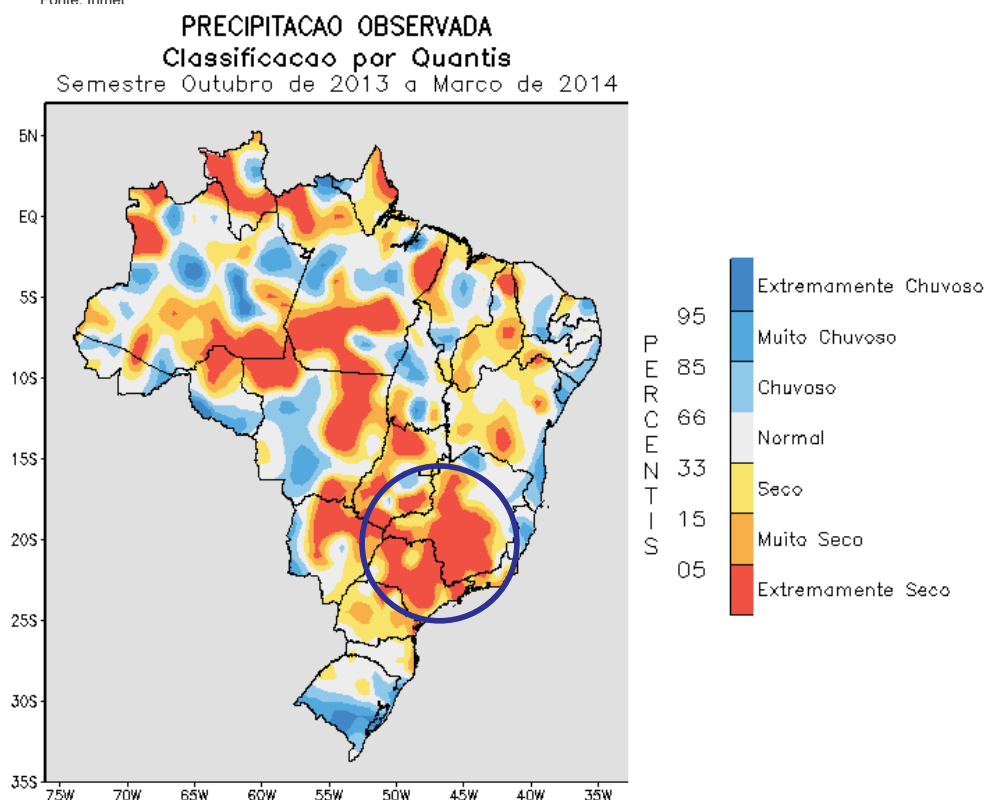 Fonte: Inmet
PRECIPITACAO OBSERVADA
Classificacao por Quantis
Semestre Outubro de 2013 a Marco de 2014
5N
EQ
5S
10S
15S
20S
25S
30S
35S
75W 70W 65W 60W 55W 50W 45W 40W 35W
PERCENTIS
95
85
66
33
15
05
Extremamente Chuvoso
Muito Chuvoso
Chuvoso
Normal
Seco
Muito Seco
Extremamente Seco